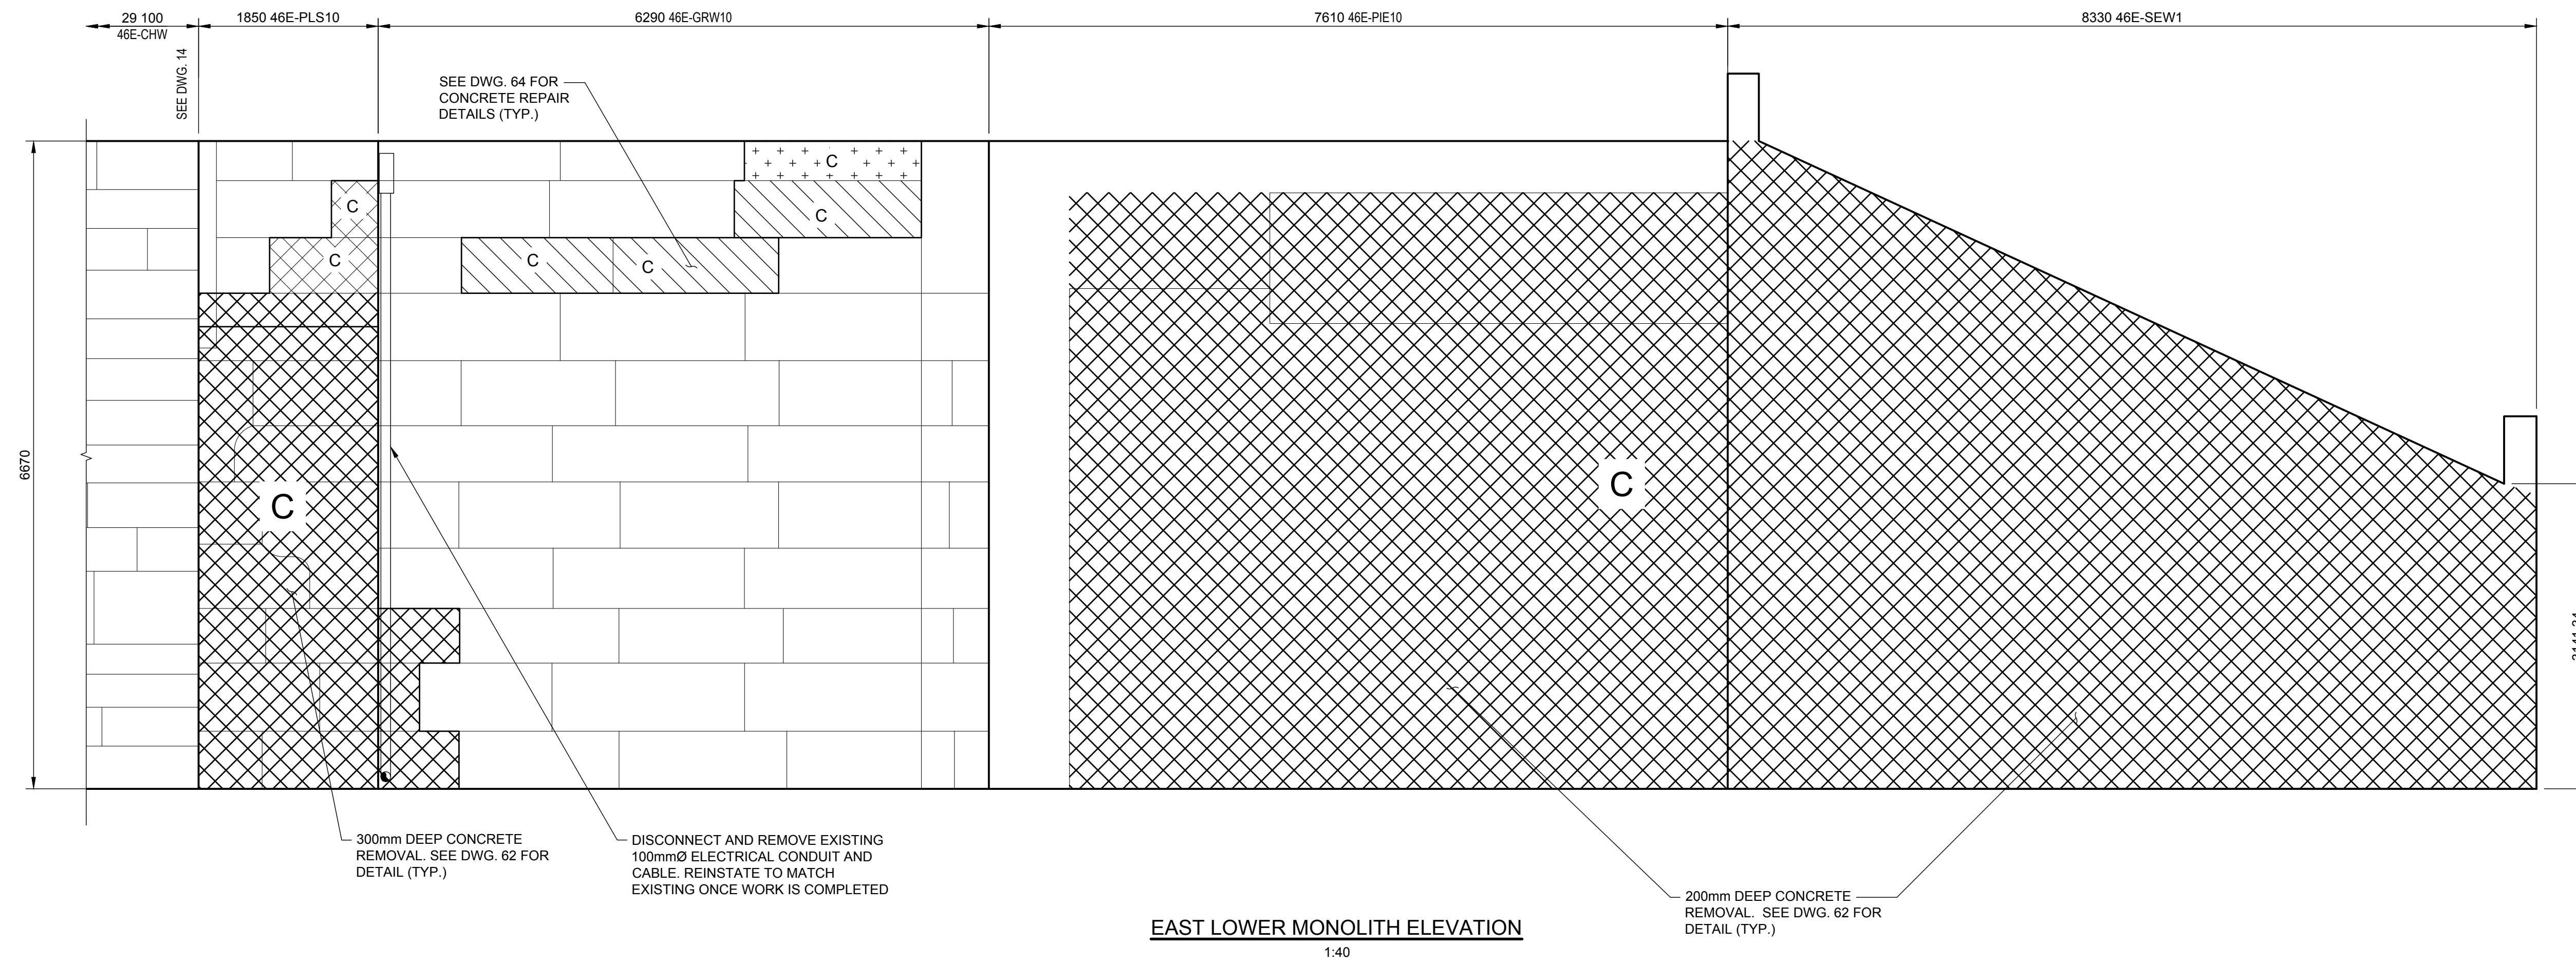 29 100
46E-CHW
1850 46E-PLS10
6290 46E-GRW10
7610 46E-PIE10
8330 46E-SEW1
SEE DWG. 14
SEE DWG. 64 FOR
CONCRETE REPAIR
DETAILS (TYP.)
C
C
C
C
C
C
C
C
6670
300mm DEEP CONCRETE
REMOVAL. SEE DWG. 62 FOR
DETAIL (TYP.)
DISCONNECT AND REMOVE EXISTING
100mmØ ELECTRICAL CONDUIT AND
CABLE. REINSTATE TO MATCH
EXISTING ONCE WORK IS COMPLETED
200mm DEEP CONCRETE
REMOVAL. SEE DWG. 62 FOR
DETAIL (TYP.)
EAST LOWER MONOLITH ELEVATION
1:40